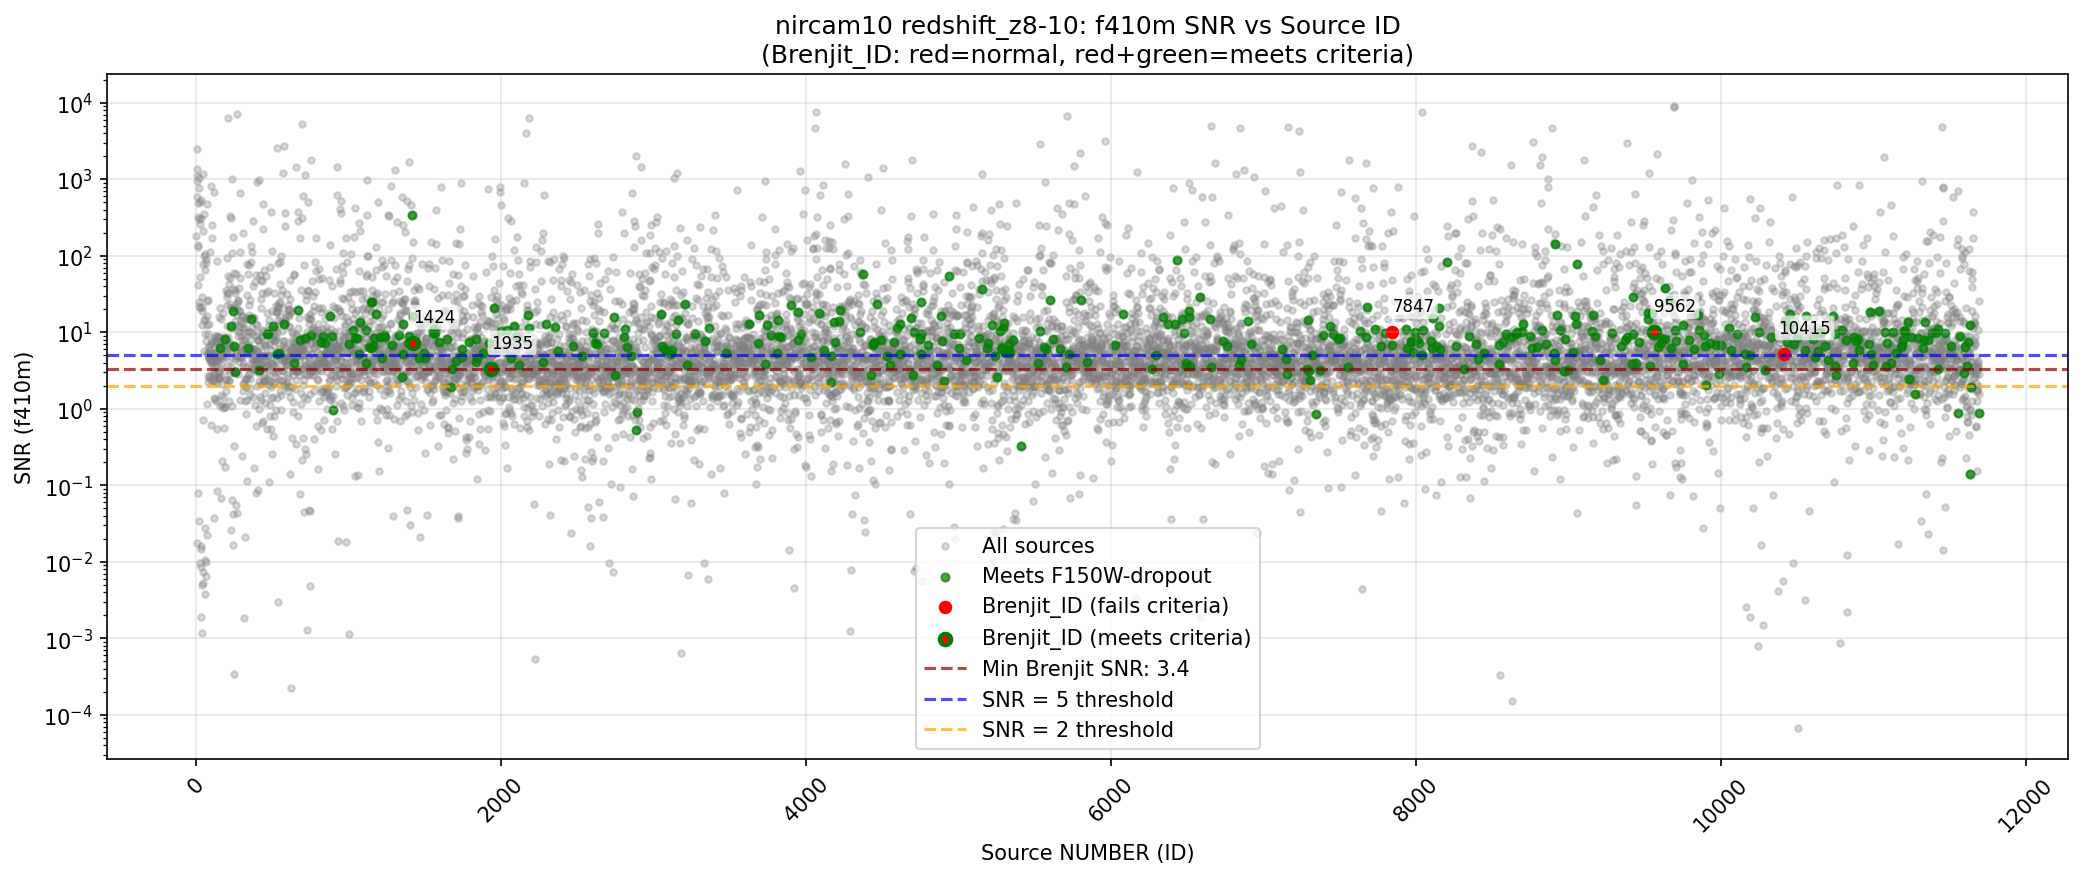 nircam10 redshift_z8-10: f410m SNR vs Source ID
(Brenjit_ID: red=normal, red+green=meets criteria)
SNR (f410m)
10⁴
10³
10²
10¹
10⁰
10⁻¹
10⁻²
10⁻³
10⁻⁴
1424
1935
7847
9562
10415
All sources
Meets F150W-dropout
Brenjit_ID (fails criteria)
Brenjit_ID (meets criteria)
Min Brenjit SNR: 3.4
SNR = 5 threshold
SNR = 2 threshold
0
2000
4000
6000
8000
10000
12000
Source NUMBER (ID)